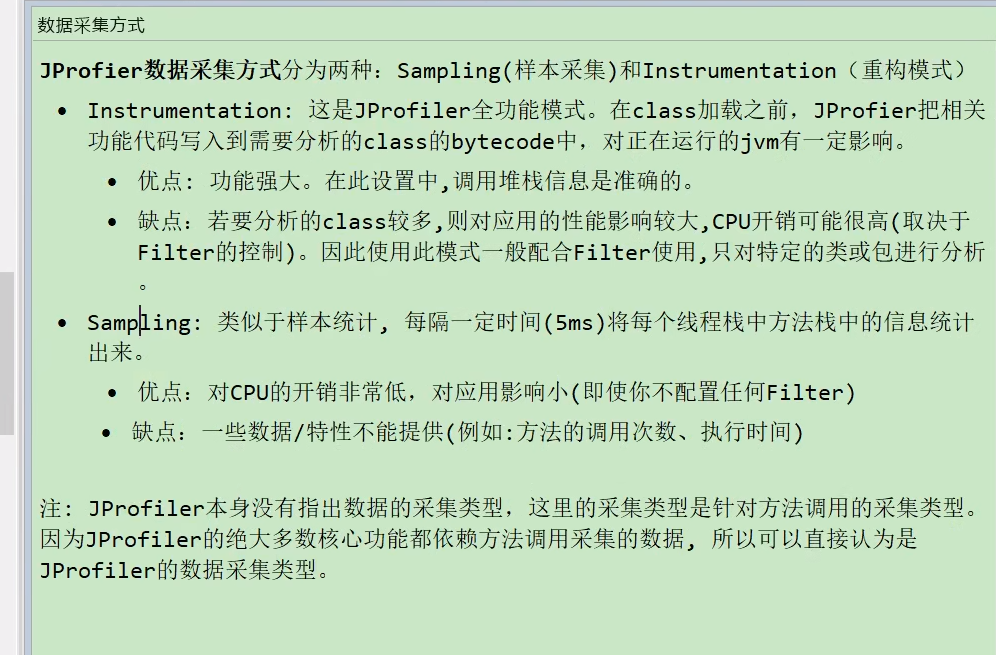 数据采集方式
JProfier数据采集方式分为两种：Sampling(样本采集)和Instrumentation（重构模式）
• Instrumentation: 这是JProfiler全功能模式。在class加载之前，JProfier把相关
功能代码写入到需要分析的class的bytecode中，对正在运行的jvm有一定影响。
• 优点: 功能强大。在此设置中,调用堆栈信息是准确的。
• 缺点：若要分析的class较多,则对应用的性能影响较大,CPU开销可能很高(取决于
Filter的控制)。因此使用此模式一般配合Filter使用,只对特定的类或包进行分析
。
• Sampling: 类似于样本统计, 每隔一定时间(5ms)将每个线程栈中方法栈中的信息统计
出来。
• 优点：对CPU的开销非常低，对应用影响小(即使你不配置任何Filter)
• 缺点：一些数据/特性不能提供(例如:方法的调用次数、执行时间)
注: JProfiler本身没有指出数据的采集类型，这里的采集类型是针对方法调用的采集类型。
因为JProfiler的绝大多数核心功能都依赖方法调用采集的数据, 所以可以直接认为是
JProfiler的数据采集类型。